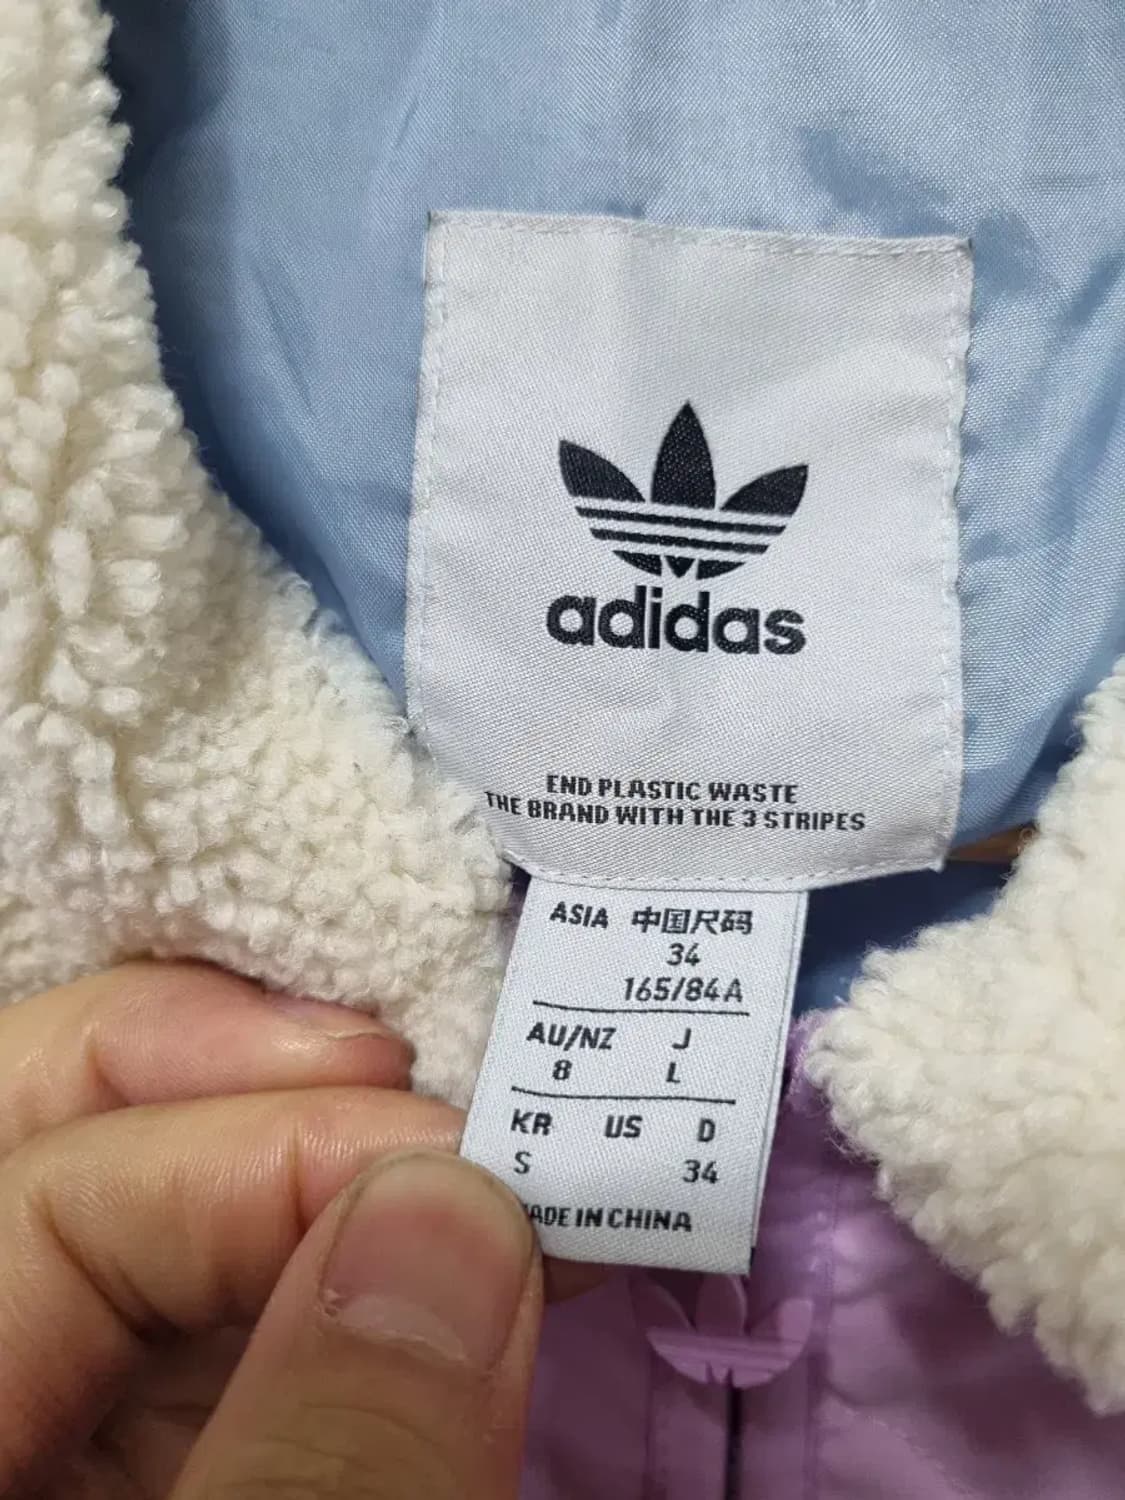 adidas
END PLASTIC WASTE
THE BRAND WITH THE 3 STRIPES
ASIA 中国尺码
34
165/84A
AU/NZ J
8 L
KR US D
S 34
ADE IN CHINA